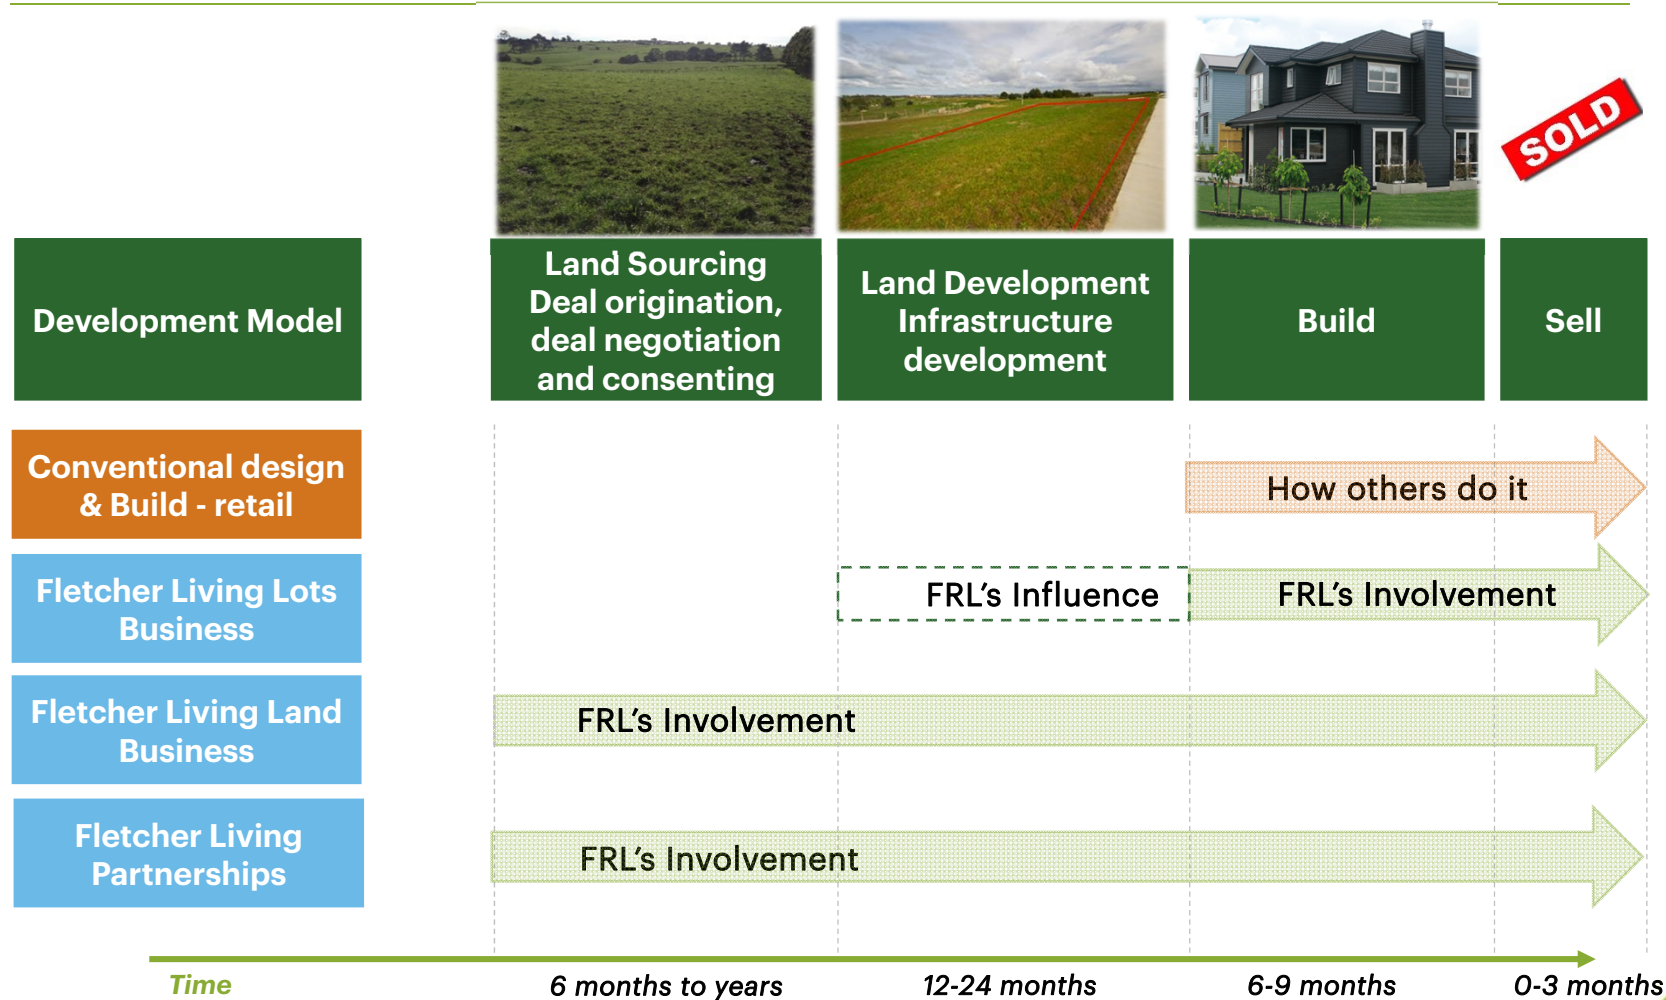 SOLD
Development Model
Land Sourcing
Deal origination,
deal negotiation
and consenting
Land Development
Infrastructure
development
Build
Sell
Conventional design
& Build - retail
How others do it
Fletcher Living Lots
Business
FRL's Influence
FRL's Involvement
Fletcher Living Land
Business
FRL's Involvement
Fletcher Living
Partnerships
FRL's Involvement
Time
6 months to years
12-24 months
6-9 months
0-3 months